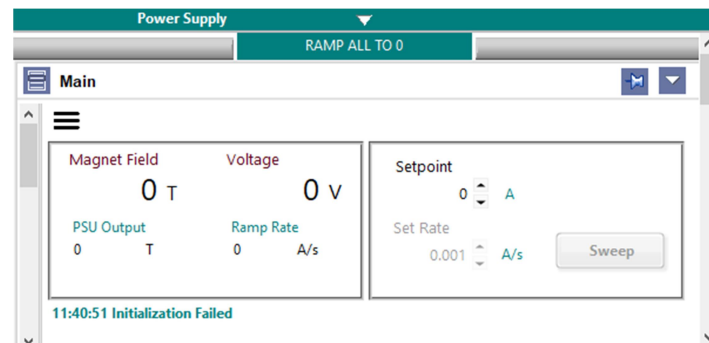 Power Supply
RAMP ALL TO 0
Main
Magnet Field Voltage
0 T 0 V
PSU Output Ramp Rate
0 T 0 A/s
Setpoint
0 A
Set Rate
0.001 A/s Sweep
11:40:51 Initialization Failed